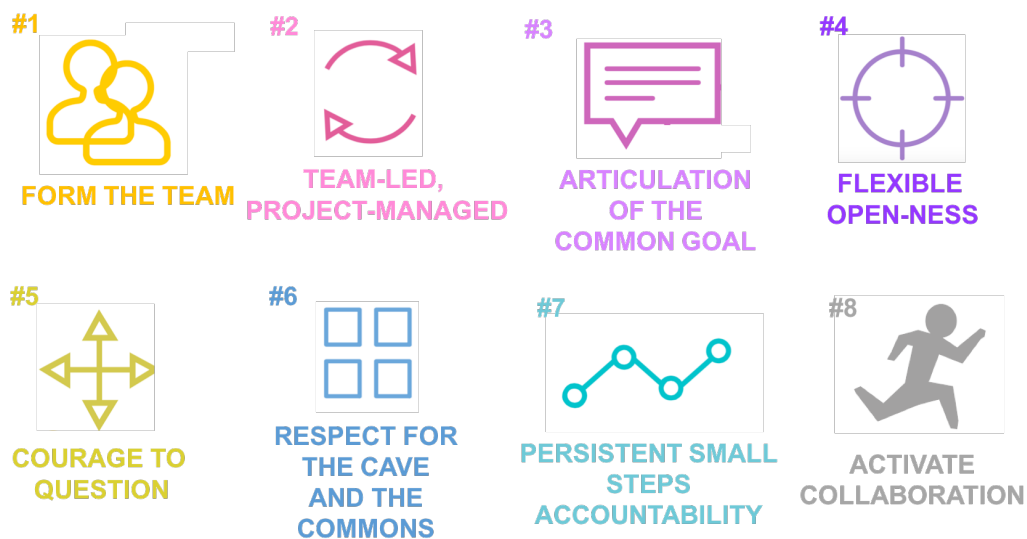 #1
FORM THE TEAM
#2
TEAM-LED,
PROJECT-MANAGED
#3
ARTICULATION
OF THE
COMMON GOAL
#4
FLEXIBLE
OPEN-NESS
#5
COURAGE TO
QUESTION
#6
RESPECT FOR
THE CAVE
AND THE
COMMONS
#7
PERSISTENT SMALL
STEPS
ACCOUNTABILITY
#8
ACTIVATE
COLLABORATION